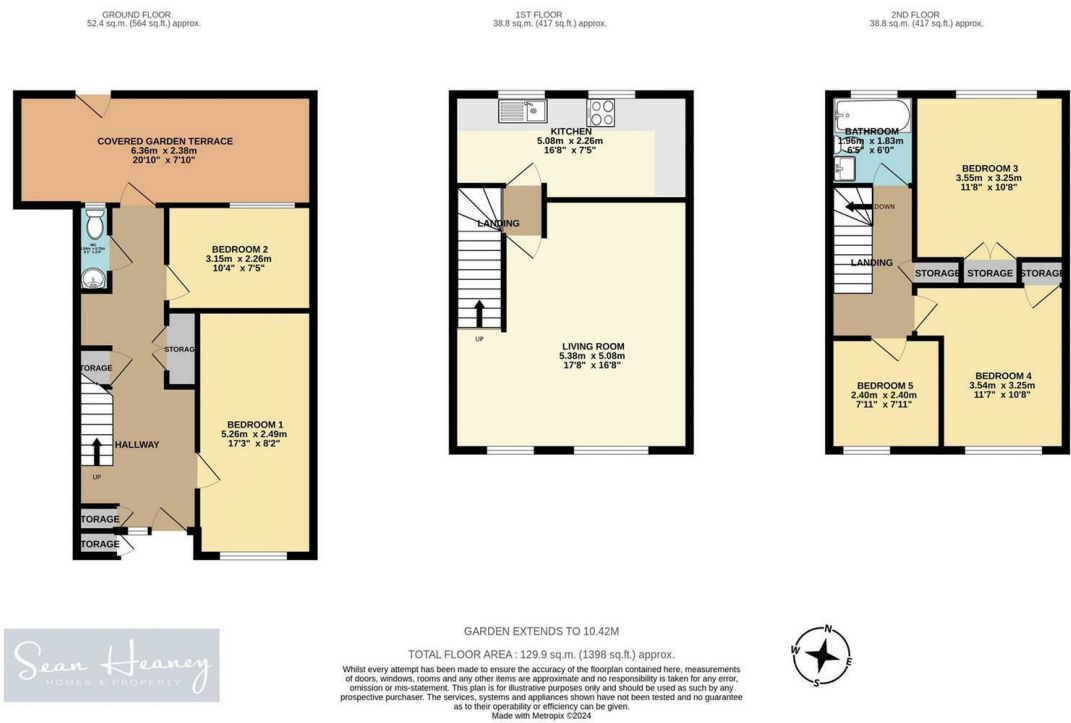 GROUND FLOOR
52.4 sq.m. (564 sq.ft.) approx.
COVERED GARDEN TERRACE
6.36m x 2.38m
20'10" x 7'10"
WC
BEDROOM 2
3.15m x 2.26m
10'4" x 7'5"
STORAG
TORAGE
BEDROOM 1
5.26m x 2.49m
17'3" x 8'2"
HALLWAY
UP
TORAGE
TORAGE
1ST FLOOR
38.8 sq.m. (417 sq.ft.) approx.
KITCHEN
5.08m x 2.26m
16'8" x 7'5"
LANDING
UP
LIVING ROOM
5.38m x 5.08m
17'8" x 16'8"
2ND FLOOR
38.8 sq.m. (417 sq.ft.) approx.
BATHROOM
1.96m x 1.83m
6'5" x 6'0"
BEDROOM 3
3.55m x 3.25m
11'8" x 10'8"
DOWN
LANDING
STORAGE
STORAGE
STORAGE
BEDROOM 4
3.54m x 3.25m
11'7" x 10'8"
BEDROOM 5
2.40m x 2.40m
7'11" x 7'11"
Sean Heaney
HOMES & PROPERTY
GARDEN EXTENDS TO 10.42M
TOTAL FLOOR AREA : 129.9 sq.m. (1398 sq.ft.) approx.
Whilst every attempt has been made to ensure the accuracy of the floorplan contained here, measurements
of doors, windows, rooms and any other items are approximate and no responsibility is taken for any error,
omission or mis-statement. This plan is for illustrative purposes only and should be used as such by any
prospective purchaser. The services, systems and appliances shown have not been tested and no guarantee
as to their operability or efficiency can be given.
Made with Metropix ©2024
N
W E
S